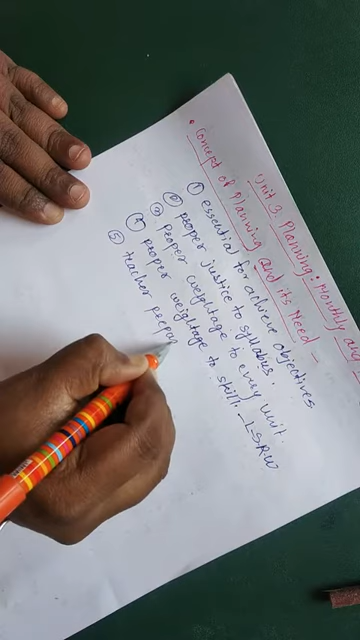 Unit 3. Planning: Monthly and
• Concept of Planning and its Need -
① essential for achieve objectives
② proper justice to syllabus.
③ proper weightage to every unit.
④ proper weightage to skill. - LSRW
⑤ teacher